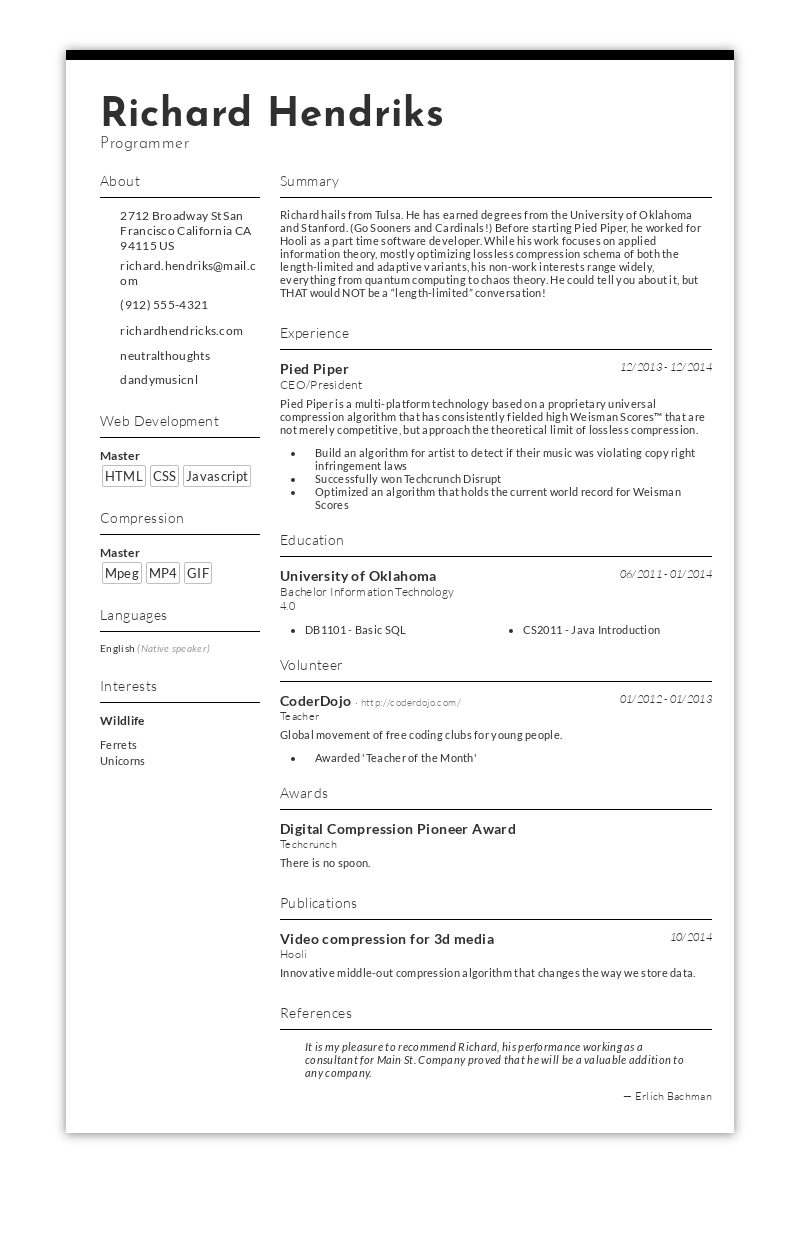 Richard Hendriks
Programmer
About
2712 Broadway St San
Francisco California CA
94115 US
richard.hendriks@mail.c
om
(912) 555-4321
richardhendricks.com
neutralthoughts
dandymusicnl
Web Development
Master
HTML CSS Javascript
Compression
Master
Mpeg MP4 GIF
Languages
English (Native speaker)
Interests
Wildlife
Ferrets
Unicorns
Summary
Richard hails from Tulsa. He has earned degrees from the University of Oklahoma
and Stanford. (Go Sooners and Cardinals!) Before starting Pied Piper, he worked for
Hooli as a part time software developer. While his work focuses on applied
information theory, mostly optimizing lossless compression schema of both the
length-limited and adaptive variants, his non-work interests range widely,
everything from quantum computing to chaos theory. He could tell you about it, but
THAT would NOT be a “length-limited” conversation!
Experience
Pied Piper 12/2013 - 12/2014
CEO/President
Pied Piper is a multi-platform technology based on a proprietary universal
compression algorithm that has consistently fielded high Weisman Scores™ that are
not merely competitive, but approach the theoretical limit of lossless compression.
• Build an algorithm for artist to detect if their music was violating copy right
infringement laws
• Successfully won Techcrunch Disrupt
• Optimized an algorithm that holds the current world record for Weisman
Scores
Education
University of Oklahoma 06/2011 - 01/2014
Bachelor Information Technology
4.0
• DB1101 - Basic SQL • CS2011 - Java Introduction
Volunteer
CoderDojo · http://coderdojo.com/ 01/2012 - 01/2013
Teacher
Global movement of free coding clubs for young people.
• Awarded 'Teacher of the Month'
Awards
Digital Compression Pioneer Award
Techcrunch
There is no spoon.
Publications
Video compression for 3d media 10/2014
Hooli
Innovative middle-out compression algorithm that changes the way we store data.
References
It is my pleasure to recommend Richard, his performance working as a
consultant for Main St. Company proved that he will be a valuable addition to
any company.
— Erlich Bachman